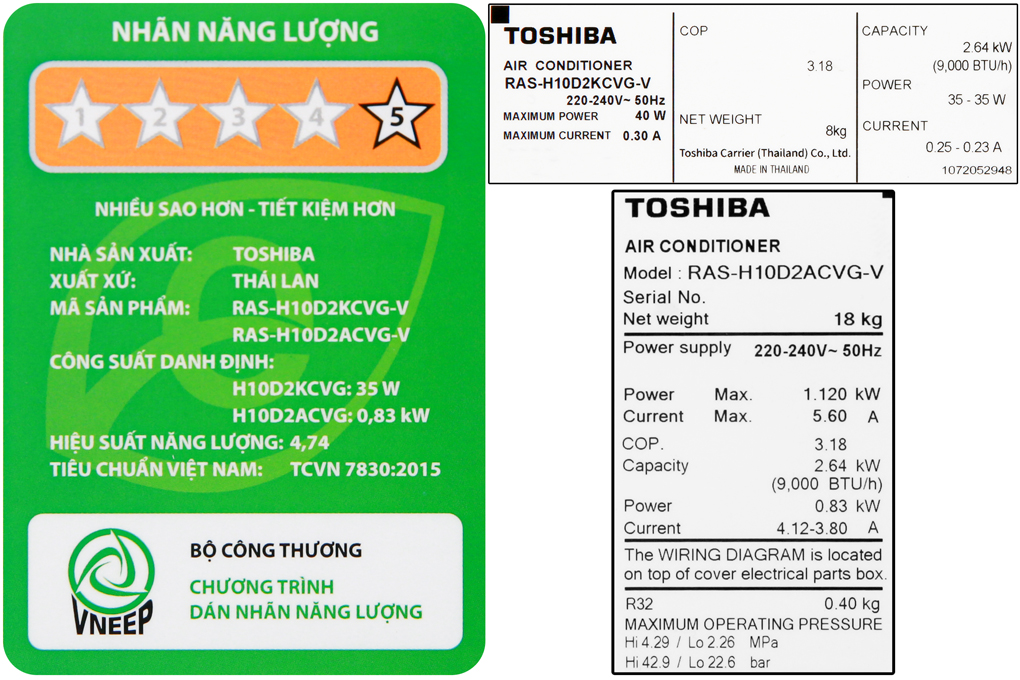 NHÃN NĂNG LƯỢNG
1 2 3 4 5
NHIỀU SAO HƠN - TIẾT KIỆM HƠN
NHÀ SẢN XUẤT: TOSHIBA
XUẤT XỨ: THÁI LAN
MÃ SẢN PHẨM: RAS-H10D2KCVG-V
RAS-H10D2ACVG-V
CÔNG SUẤT DANH ĐỊNH:
H10D2KCVG: 35 W
H10D2ACVG: 0,83 kW
HIỆU SUẤT NĂNG LƯỢNG: 4,74
TIÊU CHUẨN VIỆT NAM: TCVN 7830:2015
VNEEP
BỘ CÔNG THƯƠNG
CHƯƠNG TRÌNH
DÁN NHÃN NĂNG LƯỢNG
TOSHIBA
AIR CONDITIONER
RAS-H10D2KCVG-V
220-240V~ 50Hz
MAXIMUM POWER 40 W
MAXIMUM CURRENT 0.30 A
COP
3.18
NET WEIGHT
8kg
Toshiba Carrier (Thailand) Co., Ltd.
MADE IN THAILAND
CAPACITY
2.64 kW
(9,000 BTU/h)
POWER
35 - 35 W
CURRENT
0.25 - 0.23 A
1072052948
TOSHIBA
AIR CONDITIONER
Model : RAS-H10D2ACVG-V
Serial No.
Net weight 18 kg
Power supply 220-240V~ 50Hz
Power Max. 1.120 kW
Current Max. 5.60 A
COP. 3.18
Capacity 2.64 kW
(9,000 BTU/h)
Power 0.83 kW
Current 4.12-3.80 A
The WIRING DIAGRAM is located
on top of cover electrical parts box.
R32 0.40 kg
MAXIMUM OPERATING PRESSURE
Hi 4.29 / Lo 2.26 MPa
Hi 42.9 / Lo 22.6 bar